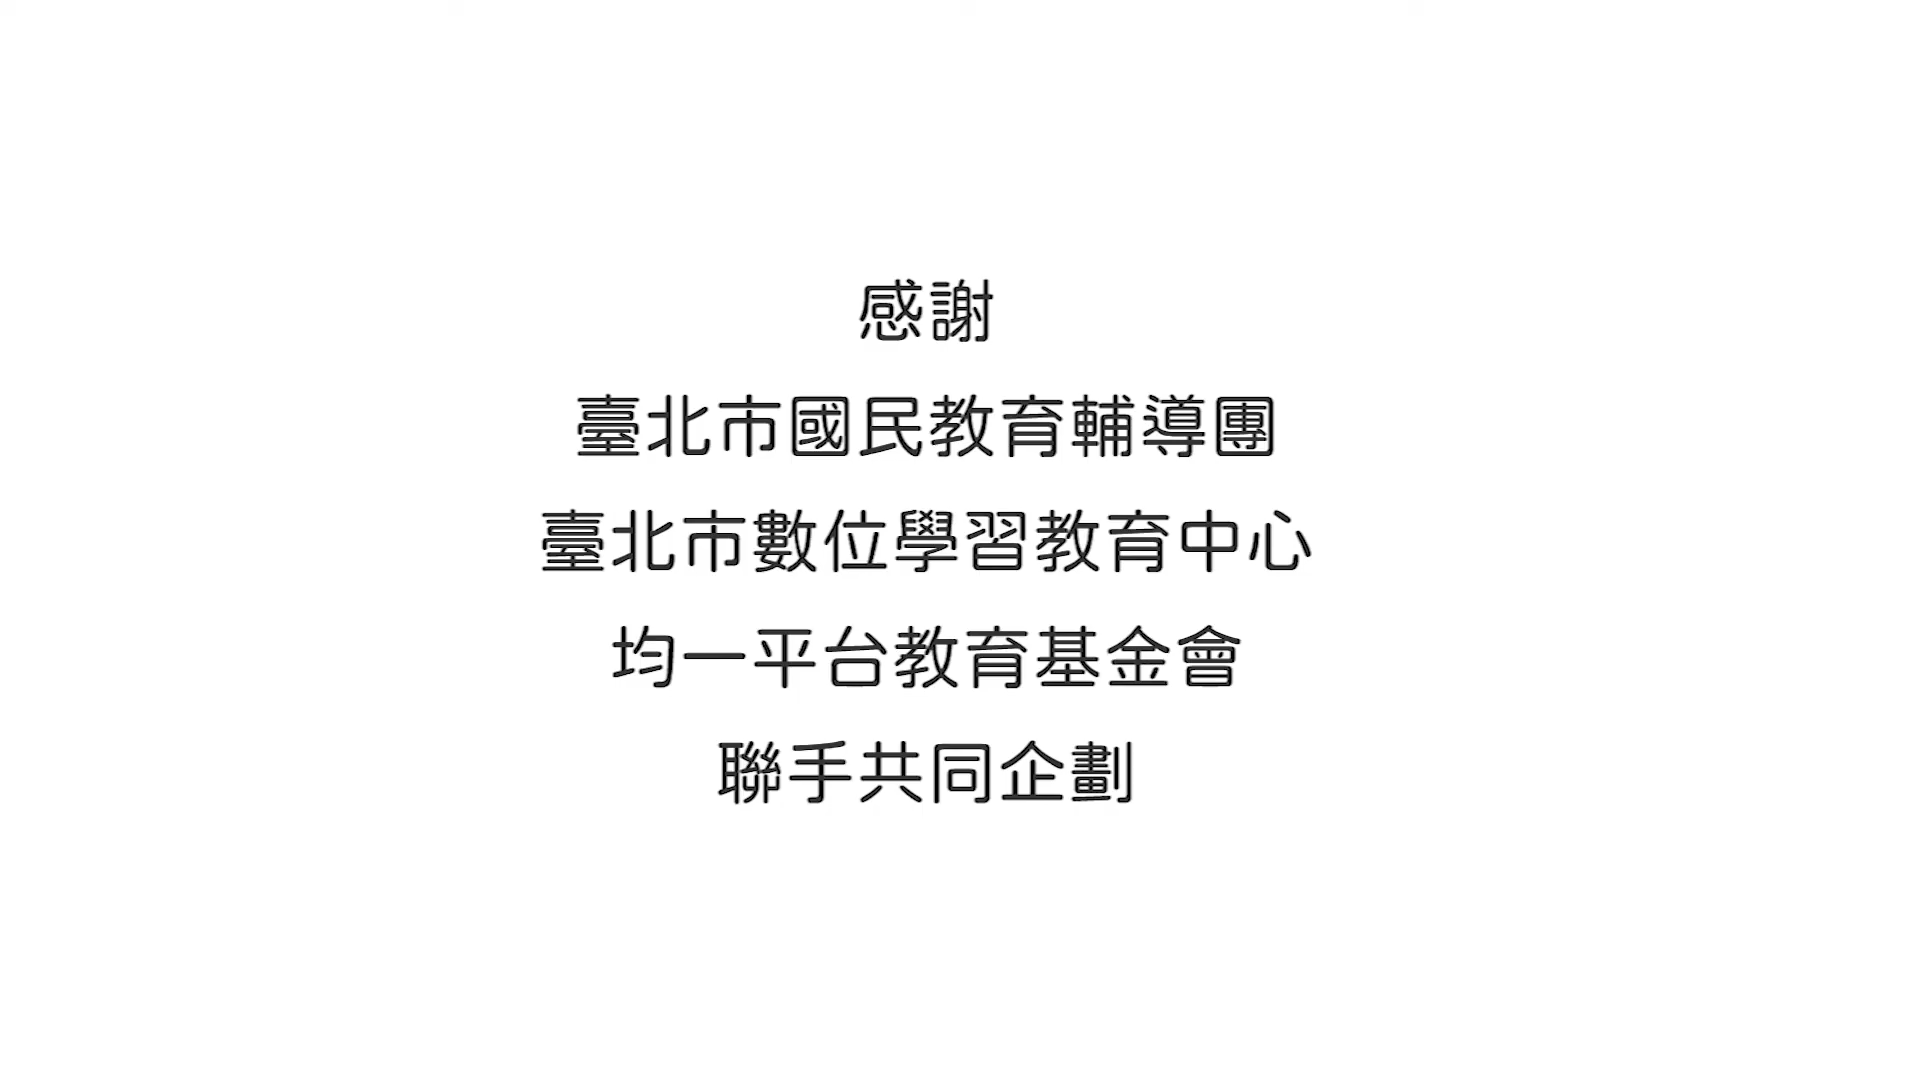 感謝
臺北市國民教育輔導團
臺北市數位學習教育中心
均一平台教育基金會
聯手共同企劃